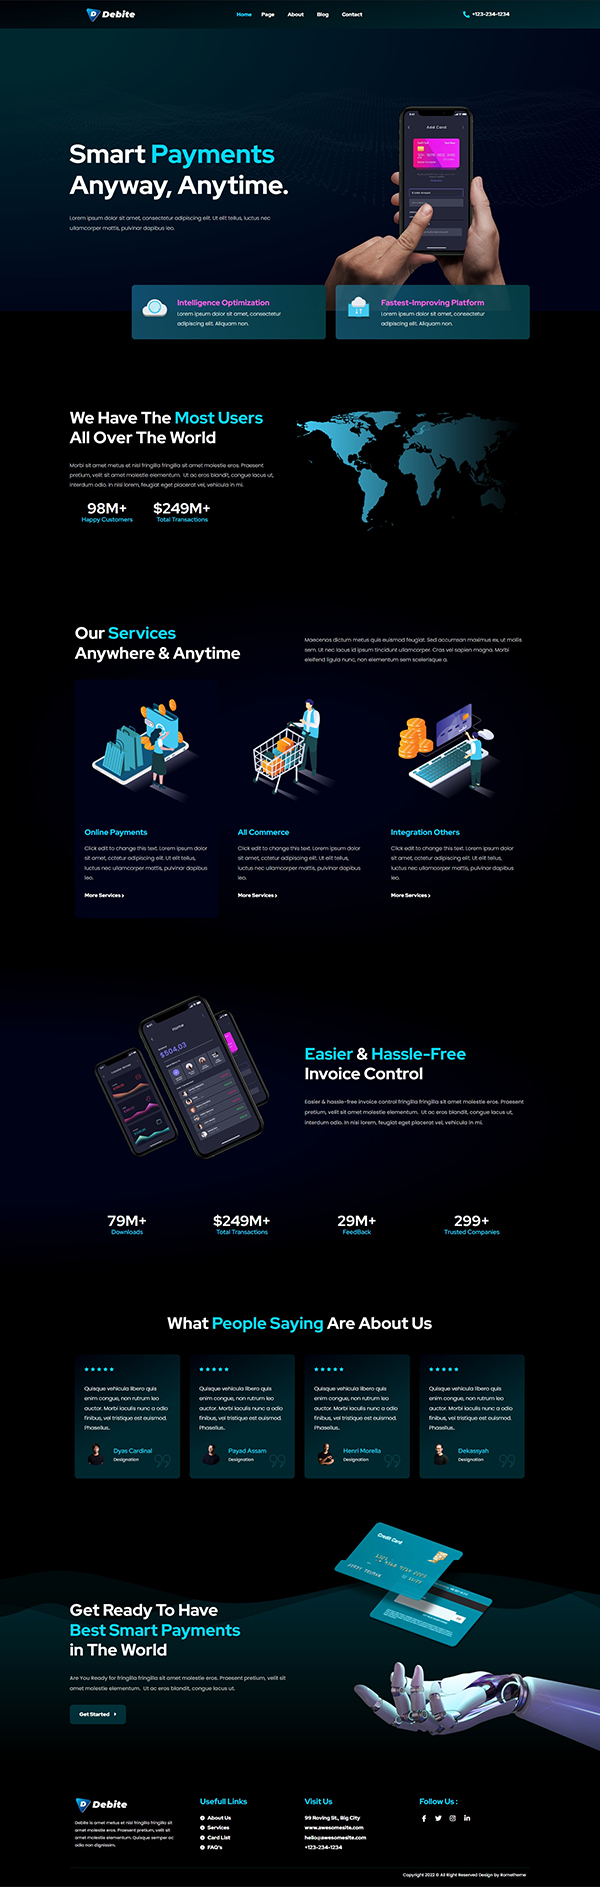 Debite
Home Page About Blog Contact
+123-234-1234
Smart Payments
Anyway, Anytime.
Lorem ipsum dolor sit amet, consectetur adipiscing elit. Ut elit tellus, luctus nec
ullamcorper mattis, pulvinar dapibus leo.
Add Card
Intelligence Optimization
Lorem ipsum dolor sit amet, consectetur
adipiscing elit. Aliquam non.
Fastest-Improving Platform
Lorem ipsum dolor sit amet, consectetur
adipiscing elit. Aliquam non.
We Have The Most Users
All Over The World
Morbi sit amet metus et nisl fringilla fringilla sit amet molestie eros. Praesent
pretium, velit sit amet molestie elementum. Ut ac eros blandit, congue lacus ut,
interdum odio. In nisi lorem, feugiat eget placerat vel, vehicula in mi.
98M+
Happy Customers
$249M+
Total Transactions
Our Services
Anywhere & Anytime
Maecenas dictum metus quis euismod feugiat. Sed accumsan maximus ex, ut mollis
sem. Ut nec lacus id ipsum tincidunt ullamcorper. Cras vel sapien magna. Morbi
eleifend ligula nunc, non elementum sem scelerisque a.
Online Payments
Click edit to change this text. Lorem ipsum dolor
sit amet, cctetur adipiscing elit. Ut elit tellus,
luctus nec ullamcorper mattis, pulvinar dapibus
leo.
More Services >
All Commerce
Click edit to change this text. Lorem ipsum dolor
sit amet, cctetur adipiscing elit. Ut elit tellus,
luctus nec ullamcorper mattis, pulvinar dapibus
leo.
More Services >
Integration Others
Click edit to change this text. Lorem ipsum dolor
sit amet, cctetur adipiscing elit. Ut elit tellus,
luctus nec ullamcorper mattis, pulvinar dapibus
leo.
More Services >
Home
$504,03
Easier & Hassle-Free
Invoice Control
Easier & hassle-free invoice control fringilla fringilla sit amet molestie eros. Praesent
pretium, velit sit amet molestie elementum. Ut ac eros blandit, congue lacus ut,
interdum odio. In nisi lorem, feugiat eget placerat vel, vehicula in mi.
79M+
Downloads
$249M+
Total Transactions
29M+
FeedBack
299+
Trusted Companies
What People Saying Are About Us
Quisque vehicula libero quis
enim congue, non rutrum leo
auctor. Morbi iaculis nunc a odio
finibus, vel tristique est euismod.
Phasellus..
Dyas Cardinal
Designation
Quisque vehicula libero quis
enim congue, non rutrum leo
auctor. Morbi iaculis nunc a odio
finibus, vel tristique est euismod.
Phasellus..
Payad Assam
Designation
Quisque vehicula libero quis
enim congue, non rutrum leo
auctor. Morbi iaculis nunc a odio
finibus, vel tristique est euismod.
Phasellus..
Henri Morella
Designation
Quisque vehicula libero quis
enim congue, non rutrum leo
auctor. Morbi iaculis nunc a odio
finibus, vel tristique est euismod.
Phasellus..
Dekassyah
Designation
Credit Card
Get Ready To Have
Best Smart Payments
in The World
Are You Ready for fringilla fringilla sit amet molestie eros. Praesent pretium, velit sit
amet molestie elementum. Ut ac eros blandit, congue lacus ut.
Get Started
Debite
Debite is amet metus et nisl fringilla fringilla sit
amet molestie eros. Praesent pretium, velit sit
amet molestie elementum. Quisque semper ac
odio non dignissim.
Usefull Links
About Us
Services
Card List
FAQ's
Visit Us
99 Roving St., Big City
www.awesomesite.com
hello@awesomesite.com
+123-234-1234
Follow Us :
Copyright 2022 © All Right Reserved Design by Rometheme